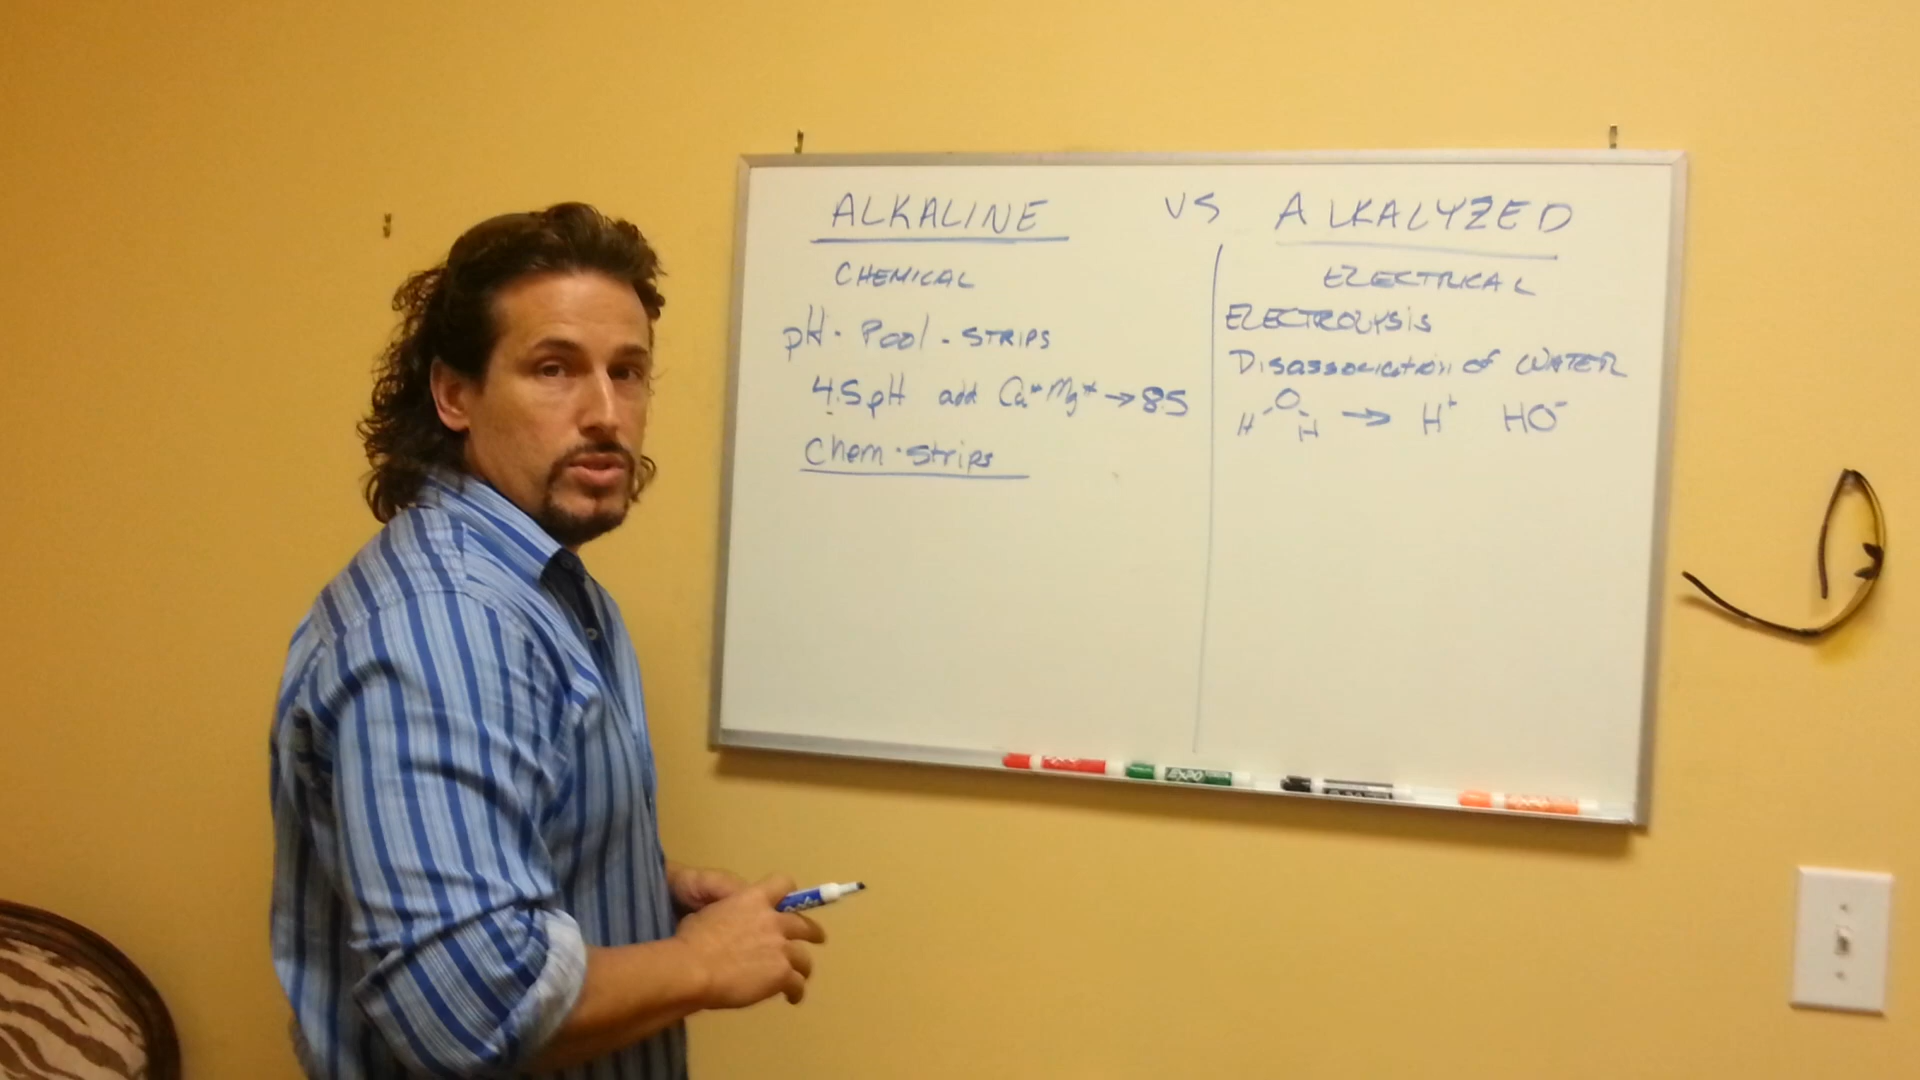 ALKALINE VS ALKALYZED
CHEMICAL
pH - Pool - STRIPS
4.5 pH add Ca⁺ Mg⁺ → 8.5
Chem - Strips
ELECTRICAL
ELECTROLYSIS
Disassociation of WATER
H O H → H⁺ HO⁻
EXPO